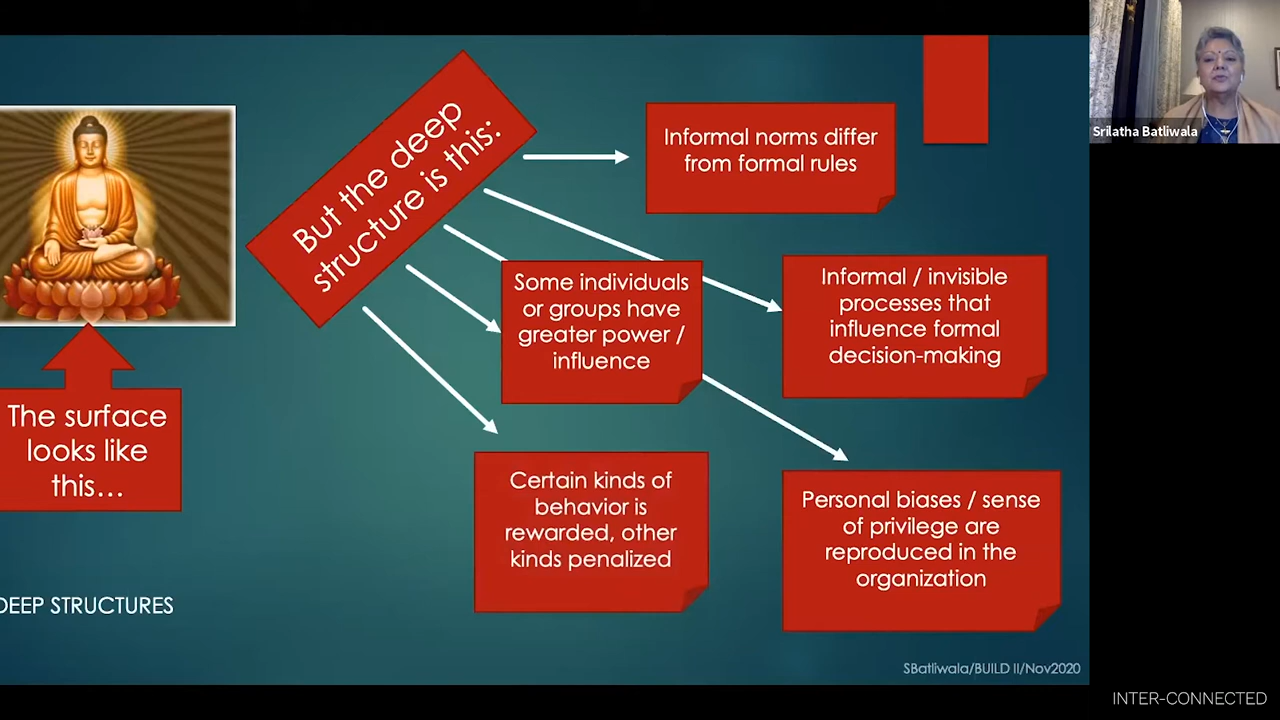 But the deep
structure is this:
Informal norms differ
from formal rules
Srilatha Batliwala
Some individuals
or groups have
greater power /
influence
Informal / invisible
processes that
influence formal
decision-making
The surface
looks like
this...
Certain kinds of
behavior is
rewarded, other
kinds penalized
Personal biases / sense
of privilege are
reproduced in the
organization
DEEP STRUCTURES
SBatliwala/BUILD II/Nov2020
INTER-CONNECTED